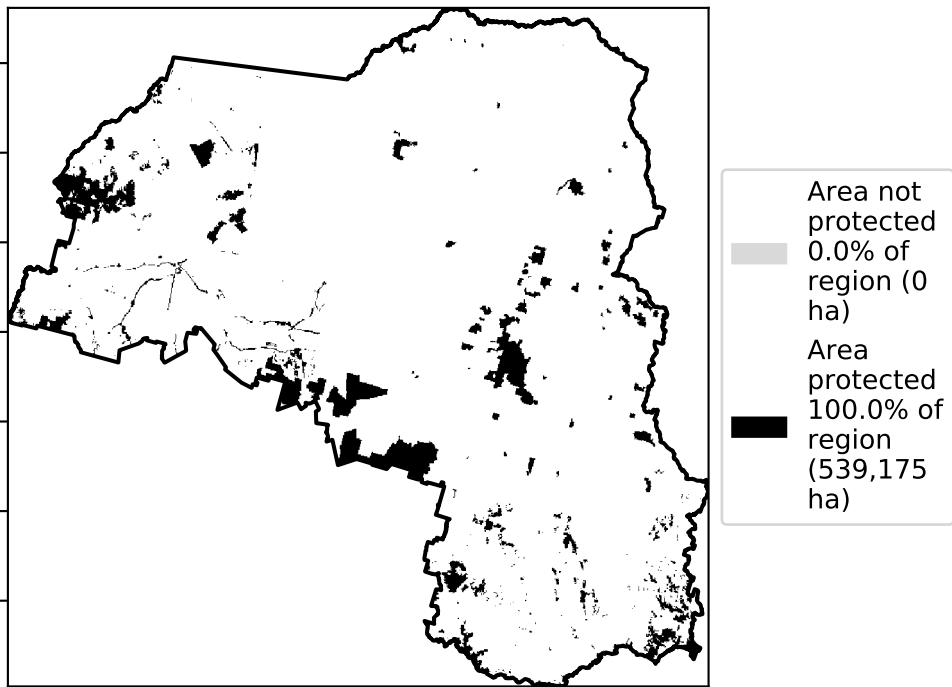 Area not
protected
0.0% of
region (0
ha)
Area
protected
100.0% of
region
(539,175
ha)